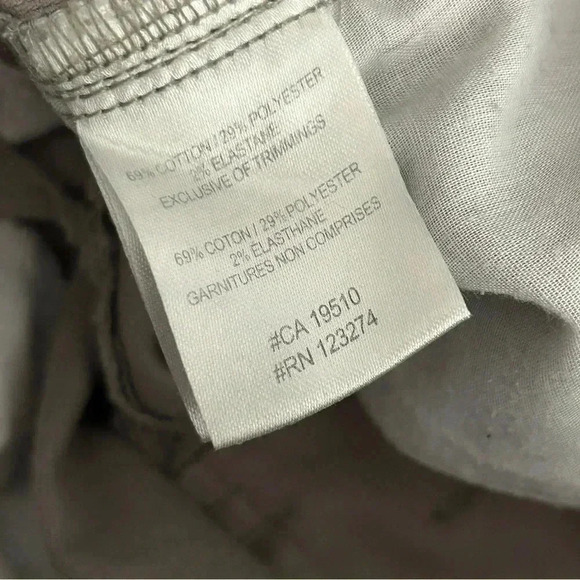 69% COTTON / 29% POLYESTER
2% ELASTANE
EXCLUSIVE OF TRIMMINGS
69% COTON / 29% POLYESTER
2% ELASTHANE
GARNITURES NON COMPRISES
#CA 19510
#RN 123274